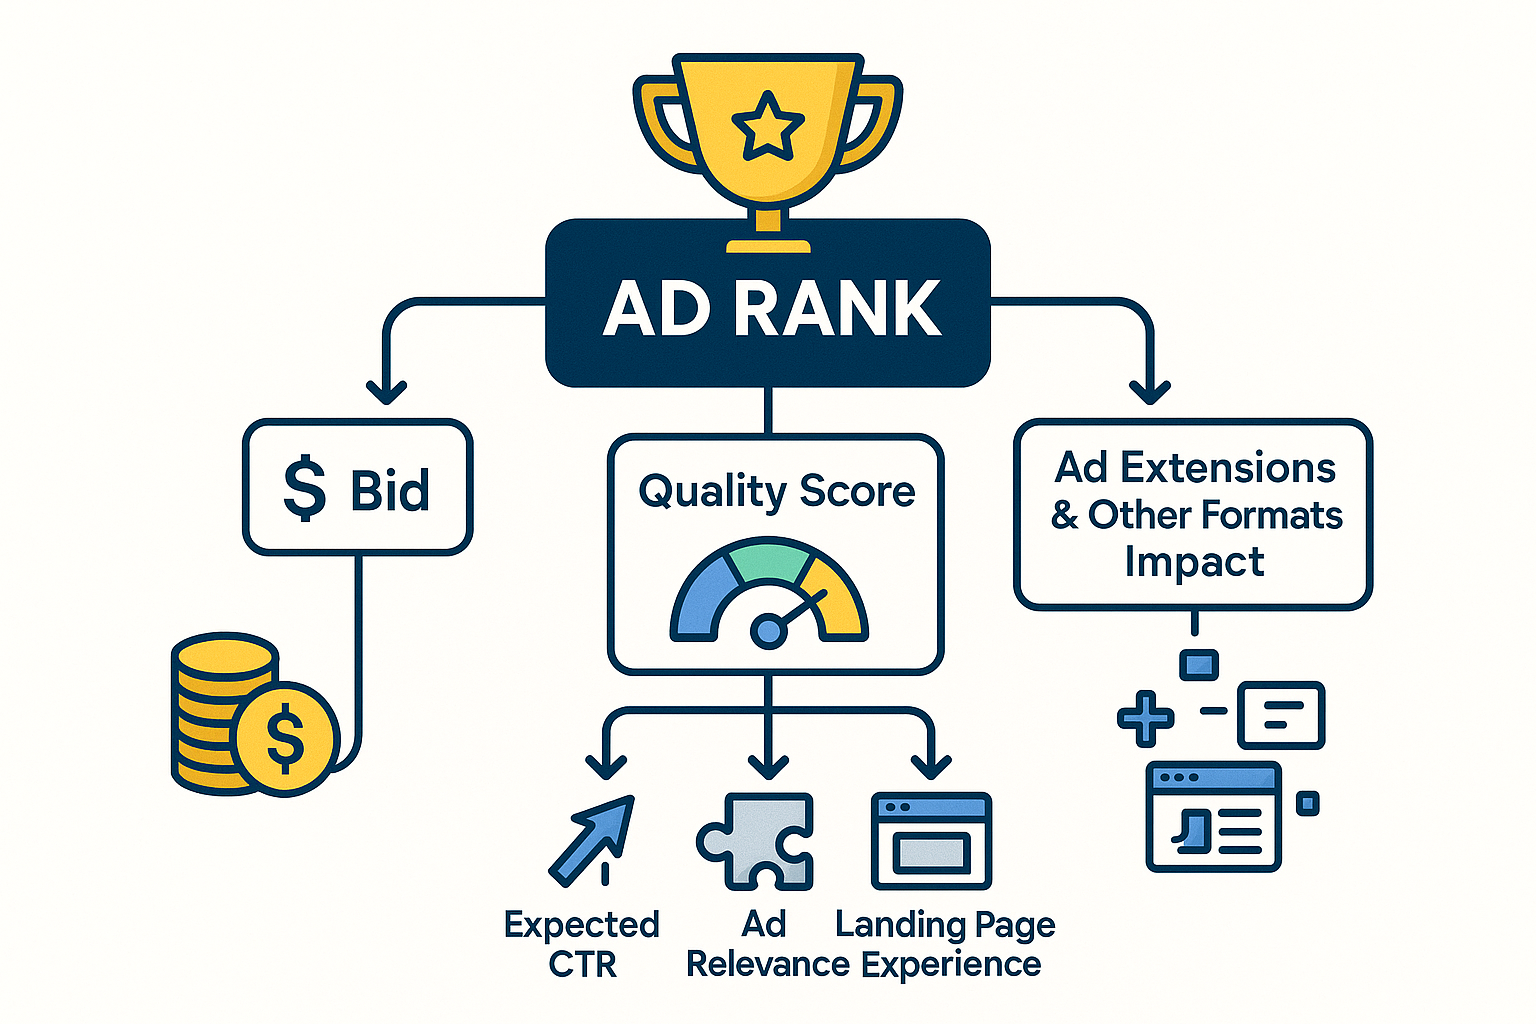 AD RANK
$ Bid
Quality Score
Ad Extensions
& Other Formats
Impact
$
Expected
CTR
Ad
Relevance
Landing Page
Experience